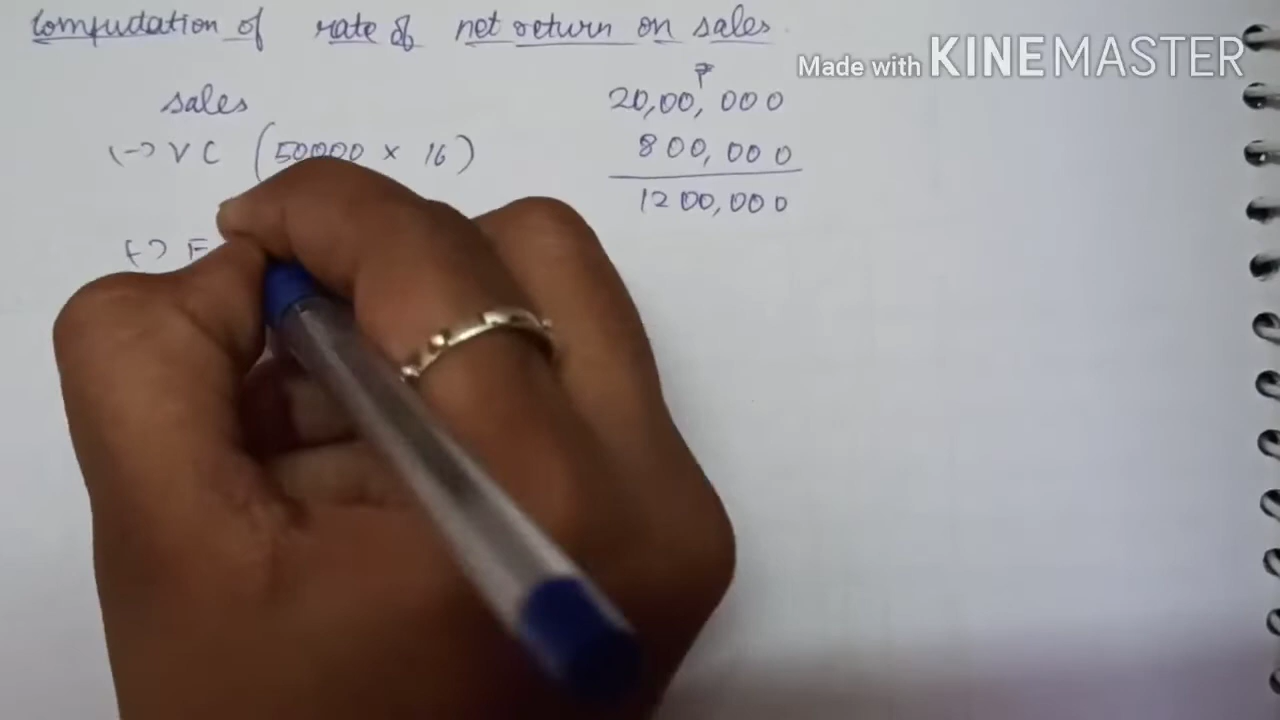 Computation of rate of net return on sales.
Made with KINEMASTER
₹
sales 20,00,000
(-) VC (50000 × 16) 800,000
1200,000
(-) F